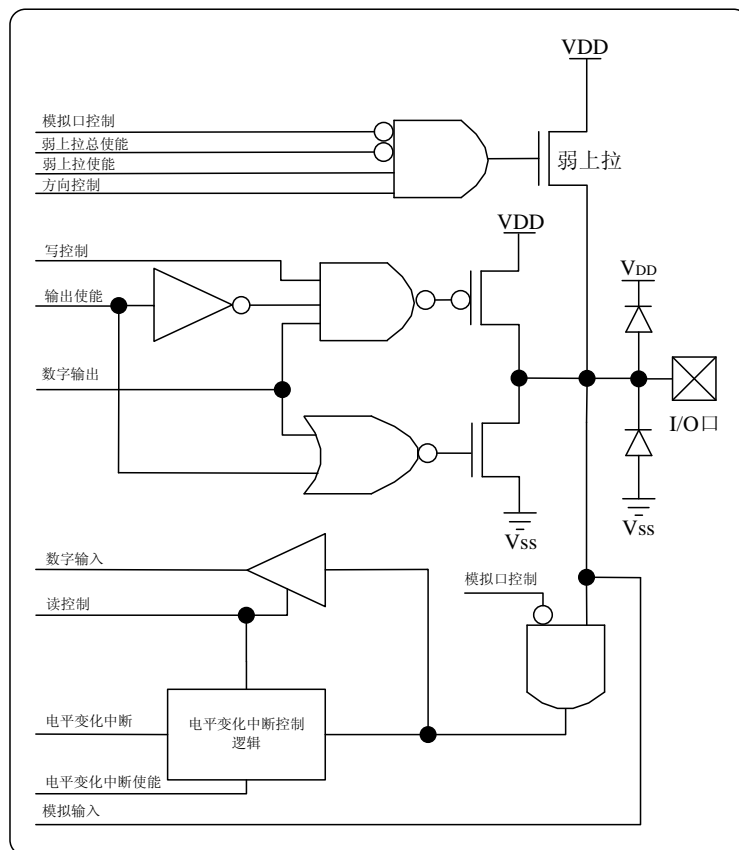 VDD
模拟口控制
弱上拉总使能
弱上拉使能
方向控制
弱上拉
写控制
VDD
输出使能
VDD
数字输出
I/O口
Vss
Vss
数字输入
模拟口控制
读控制
电平变化中断
电平变化中断控制
逻辑
电平变化中断使能
模拟输入